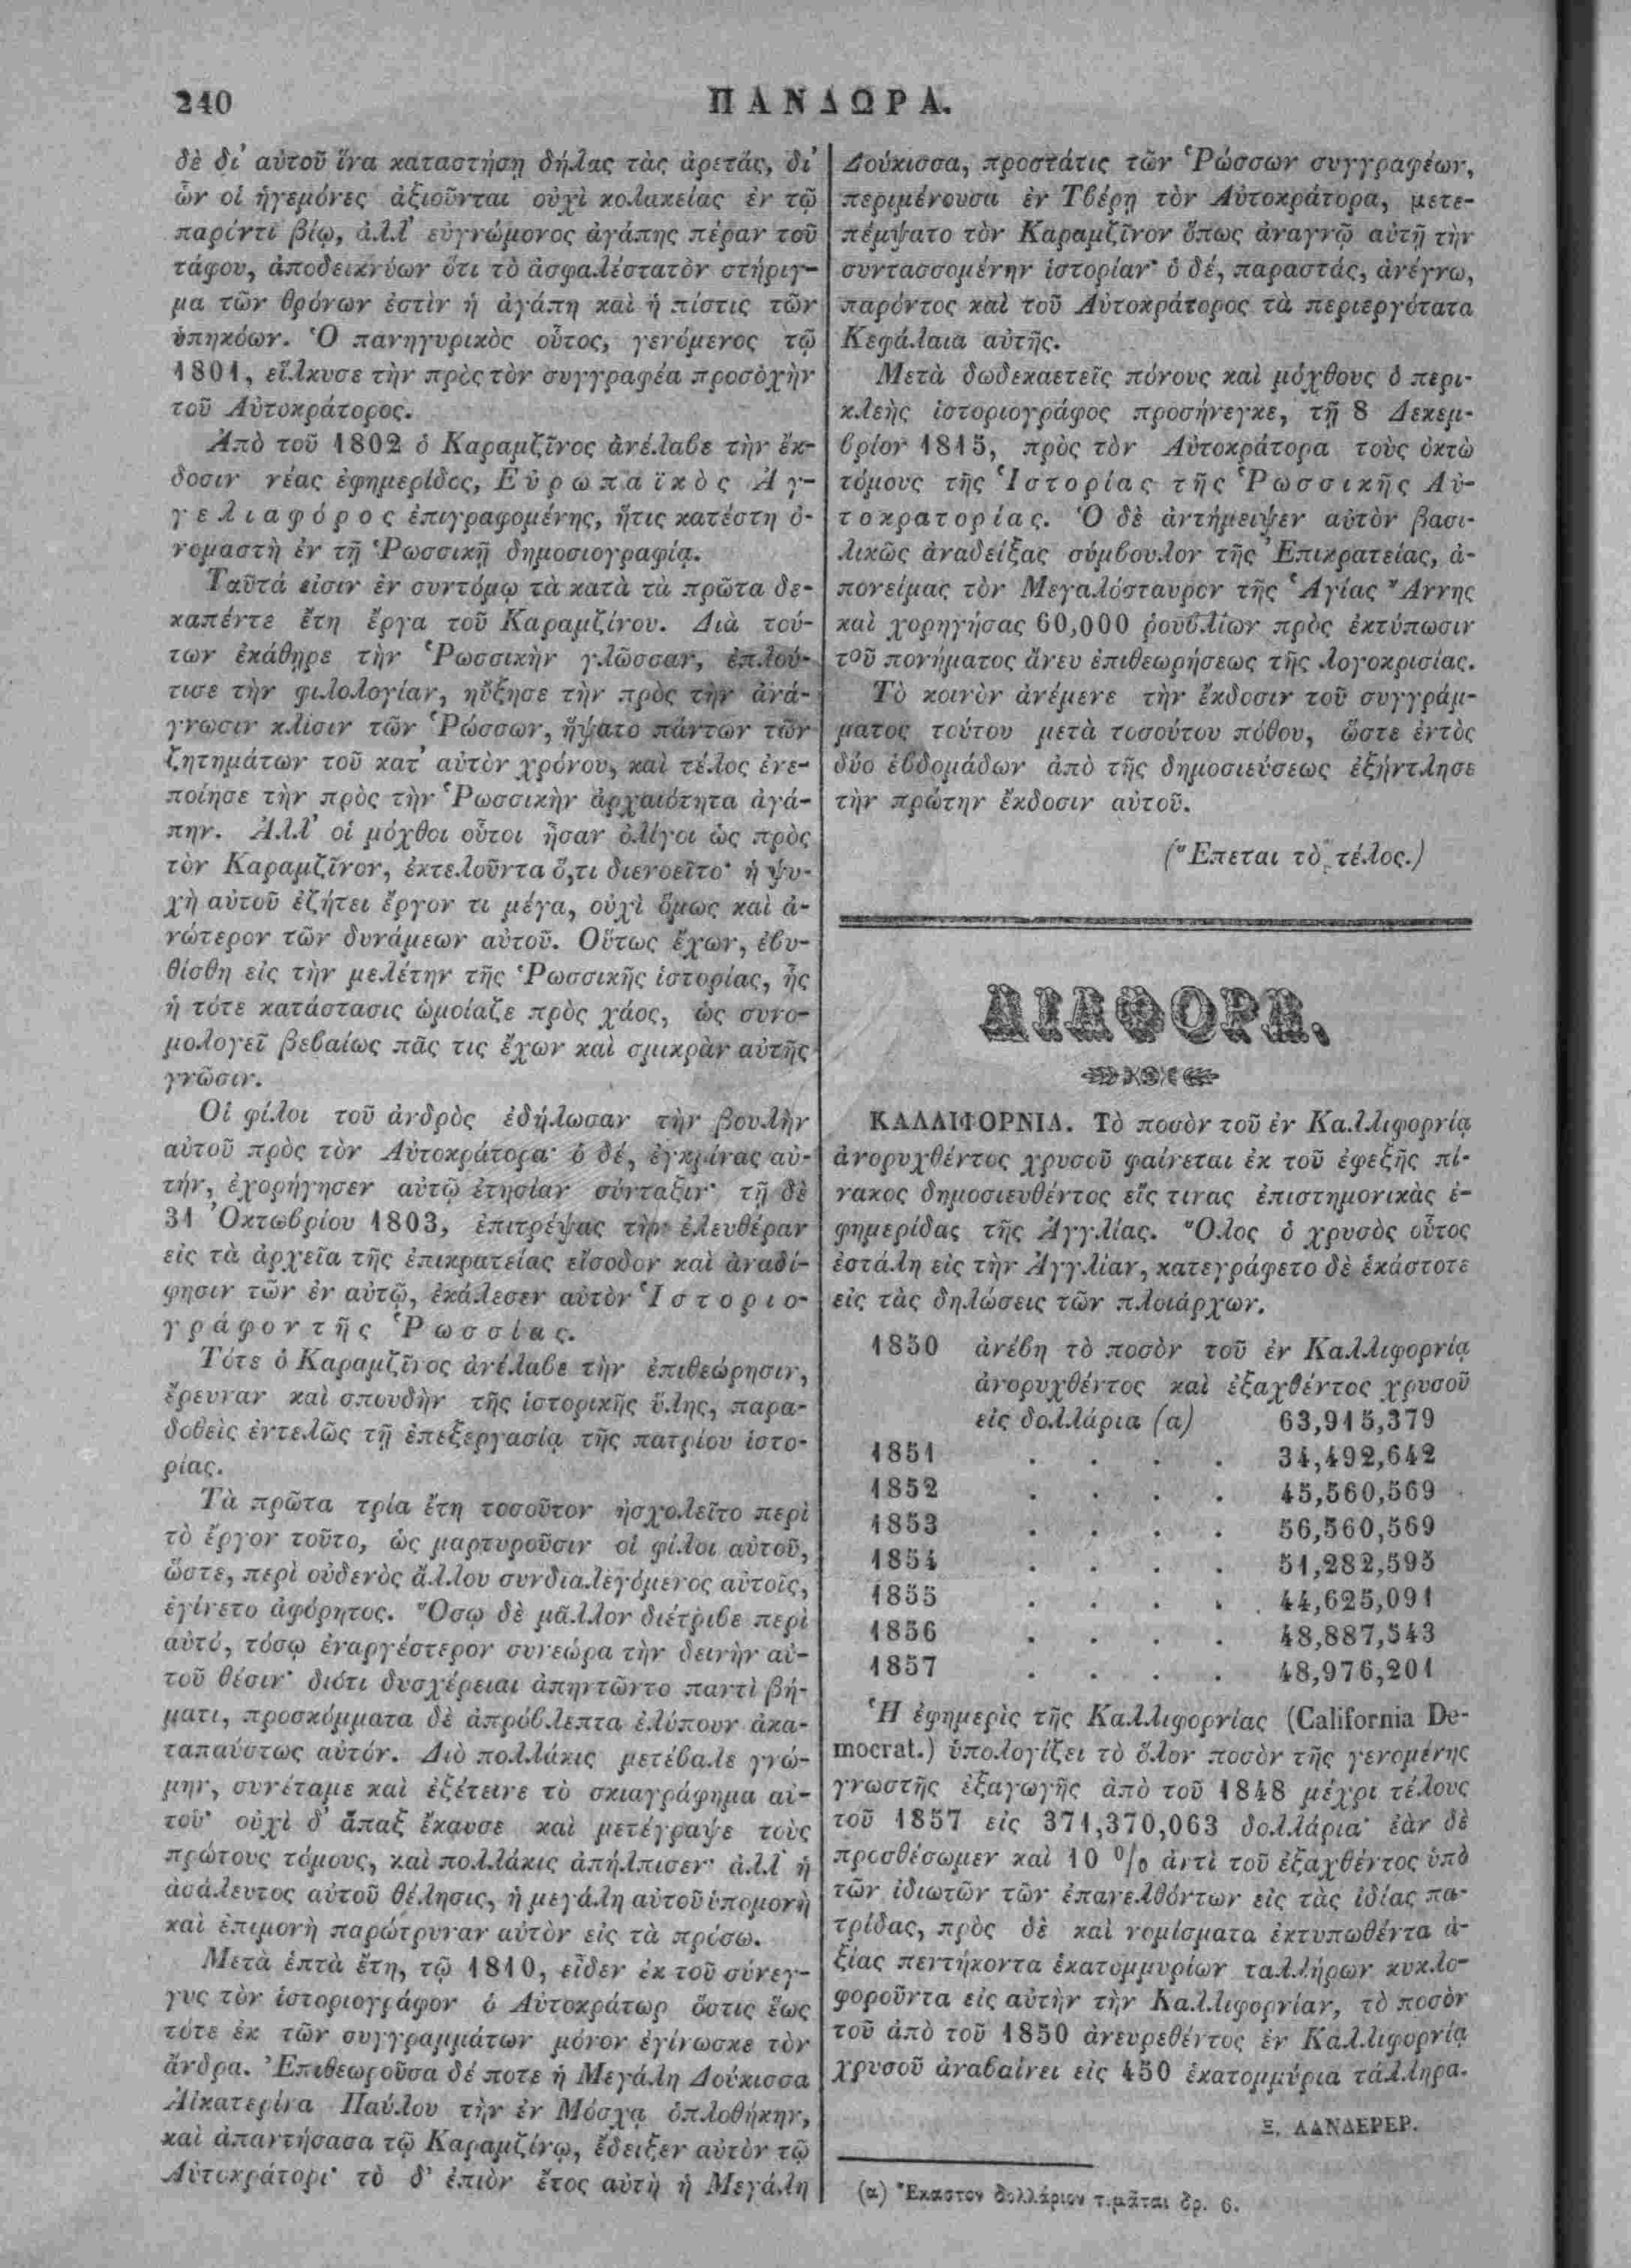 240
ΠΑΝΔΩΡΑ.
δὲ δι' αὐτοῦ ἵνα καταστήσῃ δήλας τὰς ἀρετάς, δι'
ὧν οἱ ἡγεμόνες ἀξιοῦνται οὐχὶ κολακείας ἐν τῷ
παρόντι βίῳ, ἀλλ' εὐγνώμονος ἀγάπης πέραν τοῦ
τάφου, ἀποδεικνύων ὅτι τὸ ἀσφαλέστατὸν στήριγ-
μα τῶν θρόνων ἐστὶν ἡ ἀγάπη καὶ ἡ πίστις τῶν
ὑπηκόων. Ὁ πανηγυρικὸς οὗτος, γενόμενος τῷ
1801, εἵλκυσε τὴν πρὸς τὸν συγγραφέα προσὀχὴν
τοῦ Αὐτοκράτορος.
Ἀπὸ τοῦ 1802 ὁ Καραμζῖνος ἀνέλαβε τὴν ἔκ-
δοσιν νέας ἐφημερίδος, Εὐρωπαϊκὸς Ἀγ-
γελιαφόρος ἐπιγραφομένης, ἥτις κατέστη ὀ-
νομαστὴ ἐν τῇ Ῥωσσικῇ δημοσιογραφίᾳ.
Ταῦτά εἰσιν ἐν συντόμῳ τὰ κατὰ τὰ πρῶτα δε-
καπέντε ἔτη ἔργα τοῦ Καραμζίνου. Διὰ τού-
των ἐκάθηρε τὴν Ῥωσσικὴν γλῶσσαν, ἐπλού-
τισε τὴν φιλολογίαν, ηὔξησε τὴν πρὸς τὴν ἀνά-
γνωσιν κλίσιν τῶν Ῥώσσων, ἥψατο πάντων τῶν
ζητημάτων τοῦ κατ' αὐτὸν χρόνου, καὶ τέλος ἐνε-
ποίησε τὴν πρὸς τὴν Ῥωσσικὴν ἀρχαιότητα ἀγά-
πην. Ἀλλ' οἱ μόχθοι οὗτοι ἦσαν ὀλίγοι ὡς πρὸς
τὸν Καραμζῖνον, ἐκτελοῦντα ὅ,τι διενοεῖτο· ἡ ψυ-
χὴ αὐτοῦ ἐζήτει ἔργον τι μέγα, οὐχὶ ὅμως καὶ ἀ-
νώτερον τῶν δυνάμεων αὐτοῦ. Οὕτως ἔχων, ἐβυ-
θίσθη εἰς τὴν μελέτην τῆς Ῥωσσικῆς ἱστορίας, ἧς
ἡ τότε κατάστασις ὡμοίαζε πρὸς χάος, ὡς συνο-
μολογεῖ βεβαίως πᾶς τις ἔχων καὶ σμικρὰν αὐτῆς
γνῶσιν.
Οἱ φίλοι τοῦ ἀνδρὸς ἐδήλωσαν τὴν βουλὴν
αὐτοῦ πρὸς τὸν Αὐτοκράτορα· ὁ δέ, ἐγκρίνας αὐ-
τήν, ἐχορήγησεν αὐτῷ ἐτησίαν σύνταξιν· τῇ δὲ
31 Ὀκτωβρίου 1803, ἐπιτρέψας τὴν ἐλευθέραν
εἰς τὰ ἀρχεῖα τῆς ἐπικρατείας εἴσοδον καὶ ἀναδί-
φησιν τῶν ἐν αὐτῷ, ἐκάλεσεν αὐτὸν Ἱστοριο-
γράφον τῆς Ῥωσσίας.
Τότε ὁ Καραμζῖνος ἀνέλαβε τὴν ἐπιθεώρησιν,
ἔρευναν καὶ σπουδὴν τῆς ἱστορικῆς ὕλης, παρα-
δοθεὶς ἐντελῶς τῇ ἐπεξεργασίᾳ τῆς πατρίου ἱστο-
ρίας.
Τὰ πρῶτα τρία ἔτη τοσοῦτον ἠσχολεῖτο περὶ
τὸ ἔργον τοῦτο, ὡς μαρτυροῦσιν οἱ φίλοι αὐτοῦ,
ὥστε, περὶ οὐδενὸς ἄλλου συνδιαλεγόμενος αὐτοῖς,
ἐγίνετο ἀφόρητος. Ὅσῳ δὲ μᾶλλον διέτριβε περὶ
αὐτό, τόσῳ ἐναργέστερον συνεώρα τὴν δεινὴν αὐ-
τοῦ θέσιν· διότι δυσχέρειαι ἀπηντῶντο παντὶ βή-
ματι, προσκόμματα δὲ ἀπρόβλεπτα ἐλύπουν ἀκα-
ταπαύστως αὐτόν. Διὸ πολλάκις μετέβαλε γνώ-
μην, συνέταμε καὶ ἐξέτεινε τὸ σκιαγράφημα αὐ-
τοῦ· οὐχὶ δ' ἅπαξ ἔκαυσε καὶ μετέγραψε τοὺς
πρώτους τόμους, καὶ πολλάκις ἀπήλπισεν· ἀλλ' ἡ
ἀσάλευτος αὐτοῦ θέλησις, ἡ μεγάλη αὐτοῦ ὑπομονὴ
καὶ ἐπιμονὴ παρώτρυναν αὐτὸν εἰς τὰ πρόσω.
Μετὰ ἑπτὰ ἔτη, τῷ 1810, εἶδεν ἐκ τοῦ σύνεγ-
γυς τὸν ἱστοριογράφον ὁ Αὐτοκράτωρ ὅστις ἕως
τότε ἐκ τῶν συγγραμμάτων μόνον ἐγίνωσκε τὸν
ἄνδρα. Ἐπιθεωροῦσα δέ ποτε ἡ Μεγάλη Δούκισσα
Αἰκατερίνα Παύλου τὴν ἐν Μόσχᾳ ὁπλοθήκην,
καὶ ἀπαντήσασα τῷ Καραμζίνῳ, ἔδειξεν αὐτὸν τῷ
Αὐτοκράτορι· τὸ δ' ἐπιὸν ἔτος αὐτὴ ἡ Μεγάλη
Δούκισσα, προστάτις τῶν Ῥώσσων συγγραφέων,
περιμένουσα ἐν Τβέρῃ τὸν Αὐτοκράτορα, μετε-
πέμψατο τὸν Καραμζῖνον ὅπως ἀναγνῷ αὐτῇ τὴν
συντασσομένην ἱστορίαν· ὁ δέ, παραστάς, ἀνέγνω,
παρόντος καὶ τοῦ Αὐτοκράτορος τὰ περιεργότατα
Κεφάλαια αὐτῆς.
Μετὰ δωδεκαετεῖς πόνους καὶ μόχθους ὁ περι-
κλεὴς ἱστοριογράφος προσήνεγκε, τῇ 8 Δεκεμ-
βρίου 1815, πρὸς τὸν Αὐτοκράτορα τοὺς ὀκτὼ
τόμους τῆς Ἱστορίας τῆς Ῥωσσικῆς Αὐ-
τοκρατορίας. Ὁ δὲ ἀντήμειψεν αὐτὸν βασι-
λικῶς ἀναδείξας σύμβουλον τῆς Ἐπικρατείας, ἀ-
πονείμας τὸν Μεγαλόσταυρον τῆς Ἁγίας Ἄννης
καὶ χορηγήσας 60,000 ῥουβλίων πρὸς ἐκτύπωσιν
τοῦ πονήματος ἄνευ ἐπιθεωρήσεως τῆς λογοκρισίας.
Τὸ κοινὸν ἀνέμενε τὴν ἔκδοσιν τοῦ συγγράμ-
ματος τούτου μετὰ τοσούτου πόθου, ὥστε ἐντὸς
δύο ἑβδομάδων ἀπὸ τῆς δημοσιεύσεως ἐξήντλησε
τὴν πρώτην ἔκδοσιν αὐτοῦ.
(Ἕπεται τὸ τέλος.)
ΔΙΑΦΟΡΑ.
ΚΑΛΛΙΦΟΡΝΙΑ. Τὸ ποσὸν τοῦ ἐν Καλλιφορνίᾳ
ἀνορυχθέντος χρυσοῦ φαίνεται ἐκ τοῦ ἐφεξῆς πί-
νακος δημοσιευθέντος εἴς τινας ἐπιστημονικὰς ἐ-
φημερίδας τῆς Ἀγγλίας. Ὅλος ὁ χρυσὸς οὗτος
ἐστάλη εἰς τὴν Ἀγγλίαν, κατεγράφετο δὲ ἑκάστοτε
εἰς τὰς δηλώσεις τῶν πλοιάρχων.
1850 ἀνέβη τὸ ποσὸν τοῦ ἐν Καλλιφορνίᾳ
ἀνορυχθέντος καὶ ἐξαχθέντος χρυσοῦ
εἰς δολλάρια (α) 63,915,379
1851 . . . . 34,492,642
1852 . . . . 45,560,569
1853 . . . . 56,560,569
1854 . . . . 51,282,595
1855 . . . . 44,625,091
1856 . . . . 48,887,543
1857 . . . . 48,976,201
Ἡ ἐφημερὶς τῆς Καλλιφορνίας (California De-
mocrat.) ὑπολογίζει τὸ ὅλον ποσὸν τῆς γενομένης
γνωστῆς ἐξαγωγῆς ἀπὸ τοῦ 1848 μέχρι τέλους
τοῦ 1857 εἰς 371,370,063 δολλάρια· ἐὰν δὲ
προσθέσωμεν καὶ 10 % ἀντὶ τοῦ ἐξαχθέντος ὑπὸ
τῶν ἰδιωτῶν τῶν ἐπανελθόντων εἰς τὰς ἰδίας πα-
τρίδας, πρὸς δὲ καὶ νομίσματα ἐκτυπωθέντα ἀ-
ξίας πεντήκοντα ἑκατομμυρίων ταλλήρων κυκλο-
φοροῦντα εἰς αὐτὴν τὴν Καλλιφορνίαν, τὸ ποσὸν
τοῦ ἀπὸ τοῦ 1850 ἀνευρεθέντος ἐν Καλλιφορνίᾳ
χρυσοῦ ἀναβαίνει εἰς 450 ἑκατομμύρια τάλληρα.
Ξ. ΛΑΝΔΕΡΕΡ.
(α) Ἕκαστον δολλάριον τιμᾶται δρ. 6.